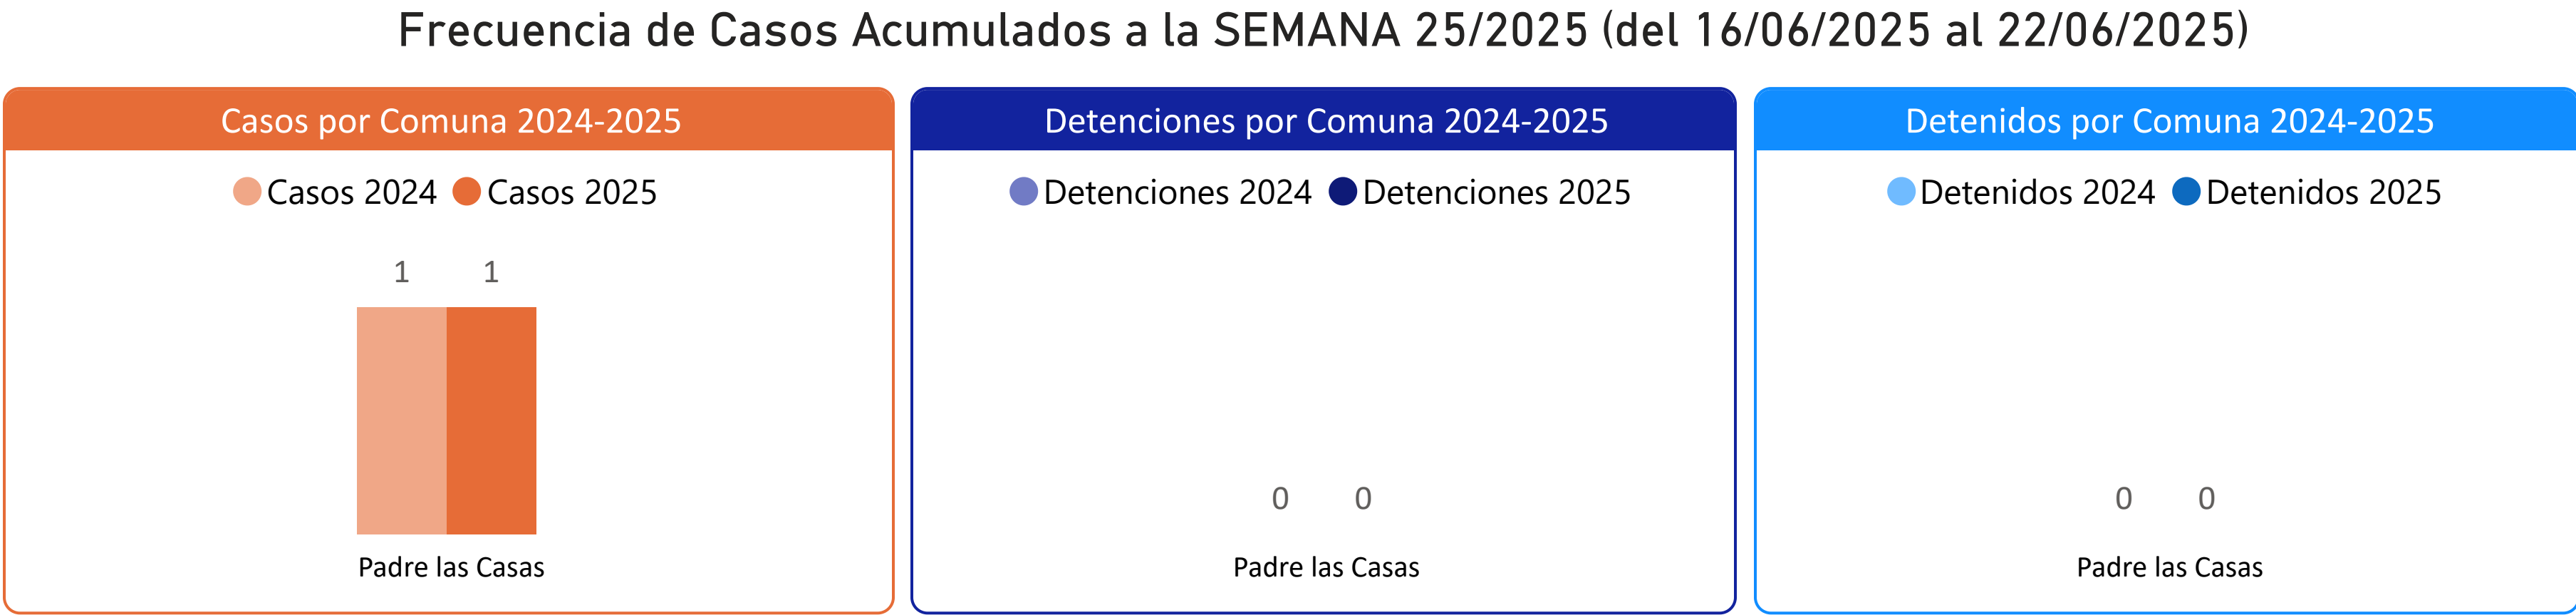 Frecuencia de Casos Acumulados a la SEMANA 25/2025 (del 16/06/2025 al 22/06/2025)
Casos por Comuna 2024-2025
Casos 2024 Casos 2025
1 1
Padre las Casas
Detenciones por Comuna 2024-2025
Detenciones 2024 Detenciones 2025
0 0
Padre las Casas
Detenidos por Comuna 2024-2025
Detenidos 2024 Detenidos 2025
0 0
Padre las Casas